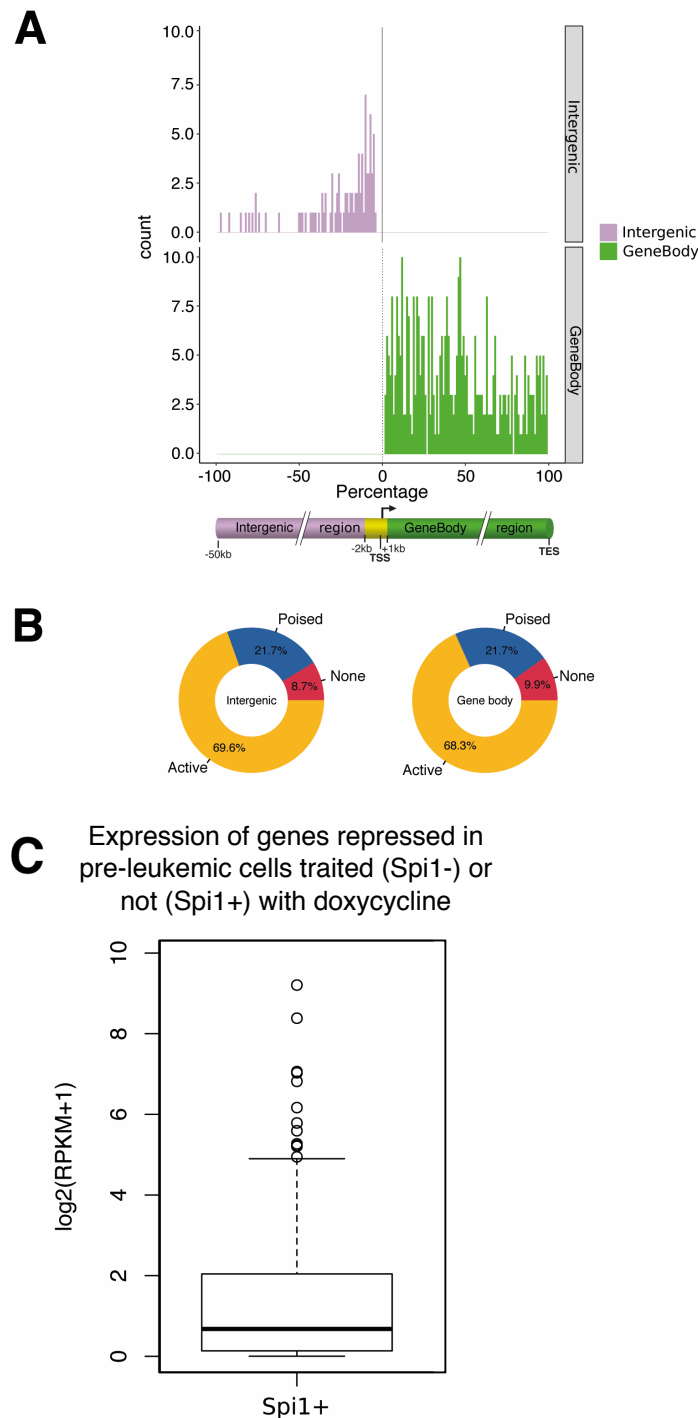 A
10.0
7.5
5.0
2.5
0.0
Intergenic
count
Intergenic
GeneBody
10.0
7.5
5.0
2.5
0.0
GeneBody
-100 -50 0 50 100
Percentage
Intergenic region GeneBody region
-50kb -2kb +1kb TES
TSS
B
Poised
21.7%
None
8.7%
Intergenic
69.6%
Active
Poised
21.7%
None
9.9%
Gene body
68.3%
Active
C
Expression of genes repressed in
pre-leukemic cells traited (Spi1-) or
not (Spi1+) with doxycycline
10
8
6
4
2
0
log2(RPKM+1)
Spi1+